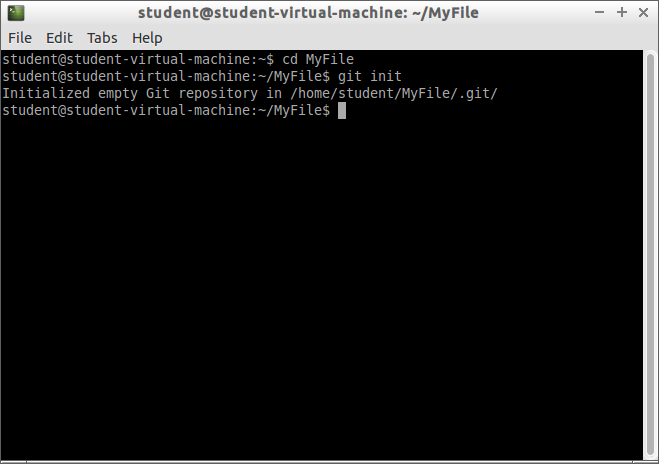 student@student-virtual-machine: ~/MyFile
File Edit Tabs Help
student@student-virtual-machine:~$ cd MyFile
student@student-virtual-machine:~/MyFile$ git init
Initialized empty Git repository in /home/student/MyFile/.git/
student@student-virtual-machine:~/MyFile$